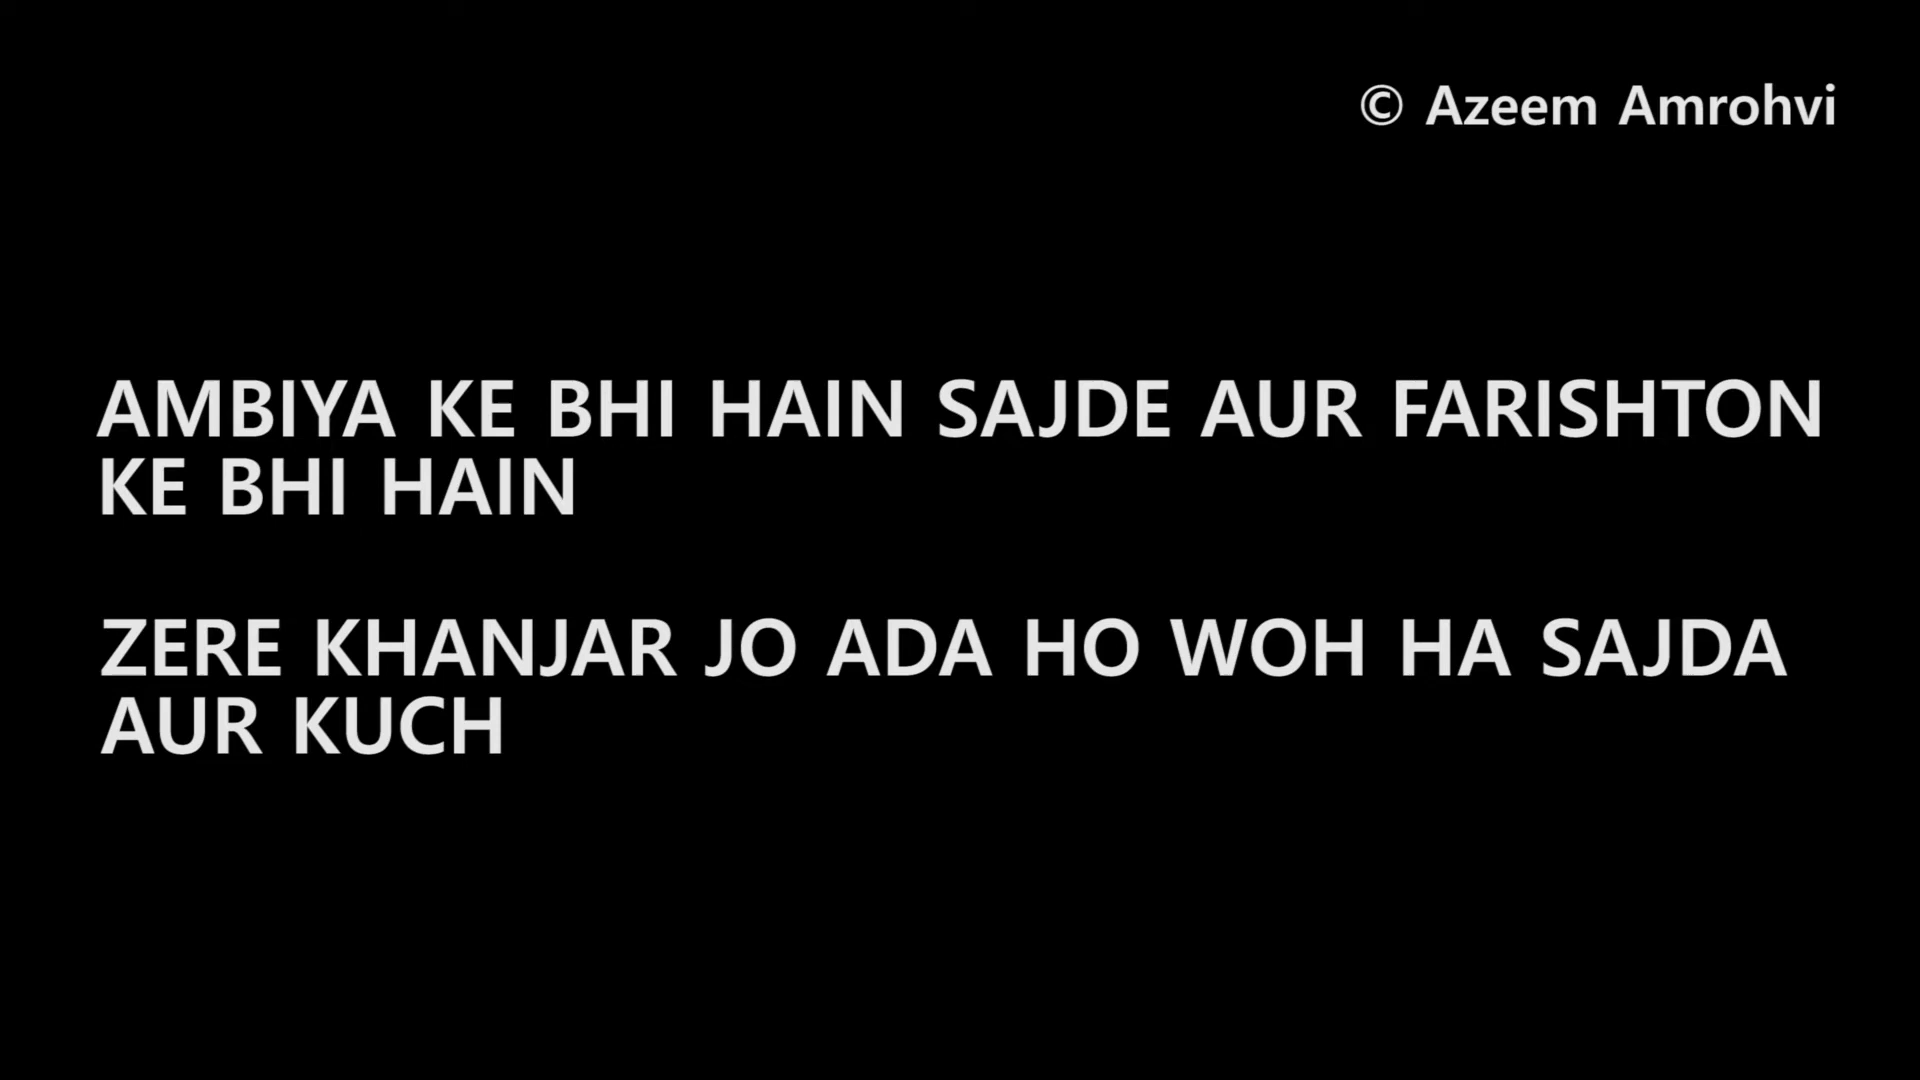 © Azeem Amrohvi
AMBIYA KE BHI HAIN SAJDE AUR FARISHTON
KE BHI HAIN
ZERE KHANJAR JO ADA HO WOH HA SAJDA
AUR KUCH